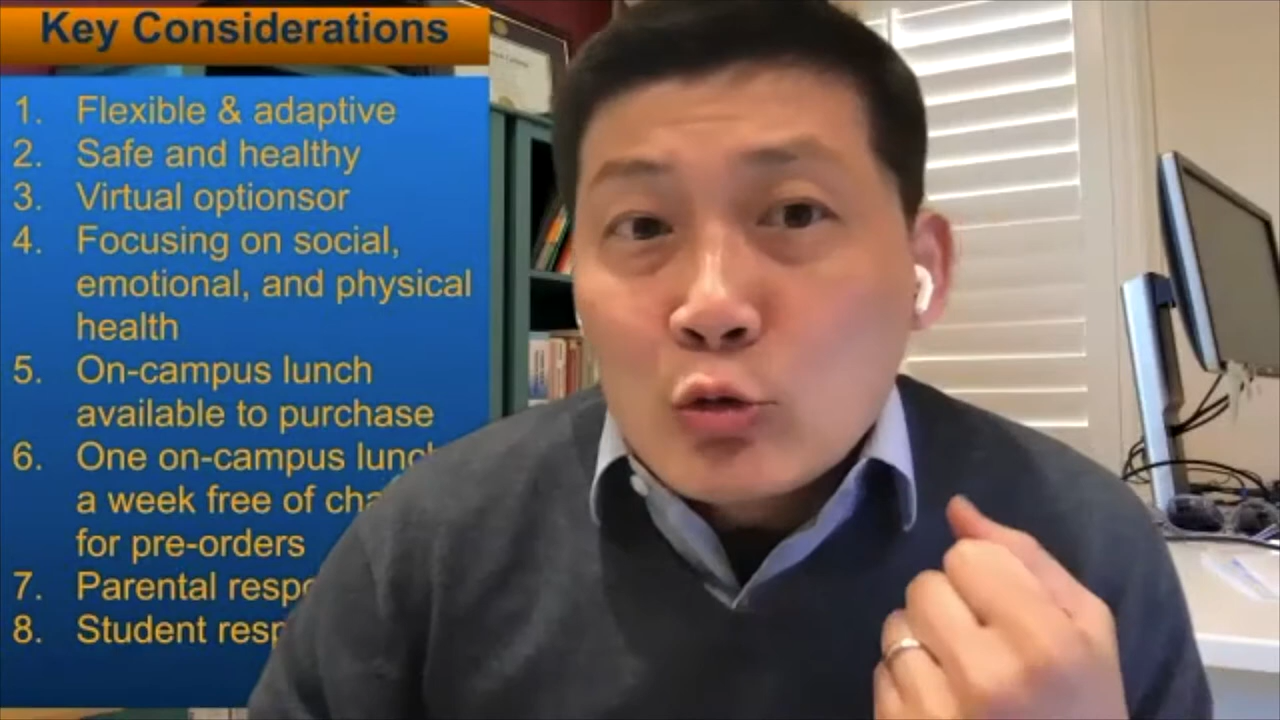 Key Considerations
1. Flexible & adaptive
2. Safe and healthy
3. Virtual optionsor
4. Focusing on social,
emotional, and physical
health
5. On-campus lunch
available to purchase
6. One on-campus
a week free of
for pre-orders
7. Parental
8. Student